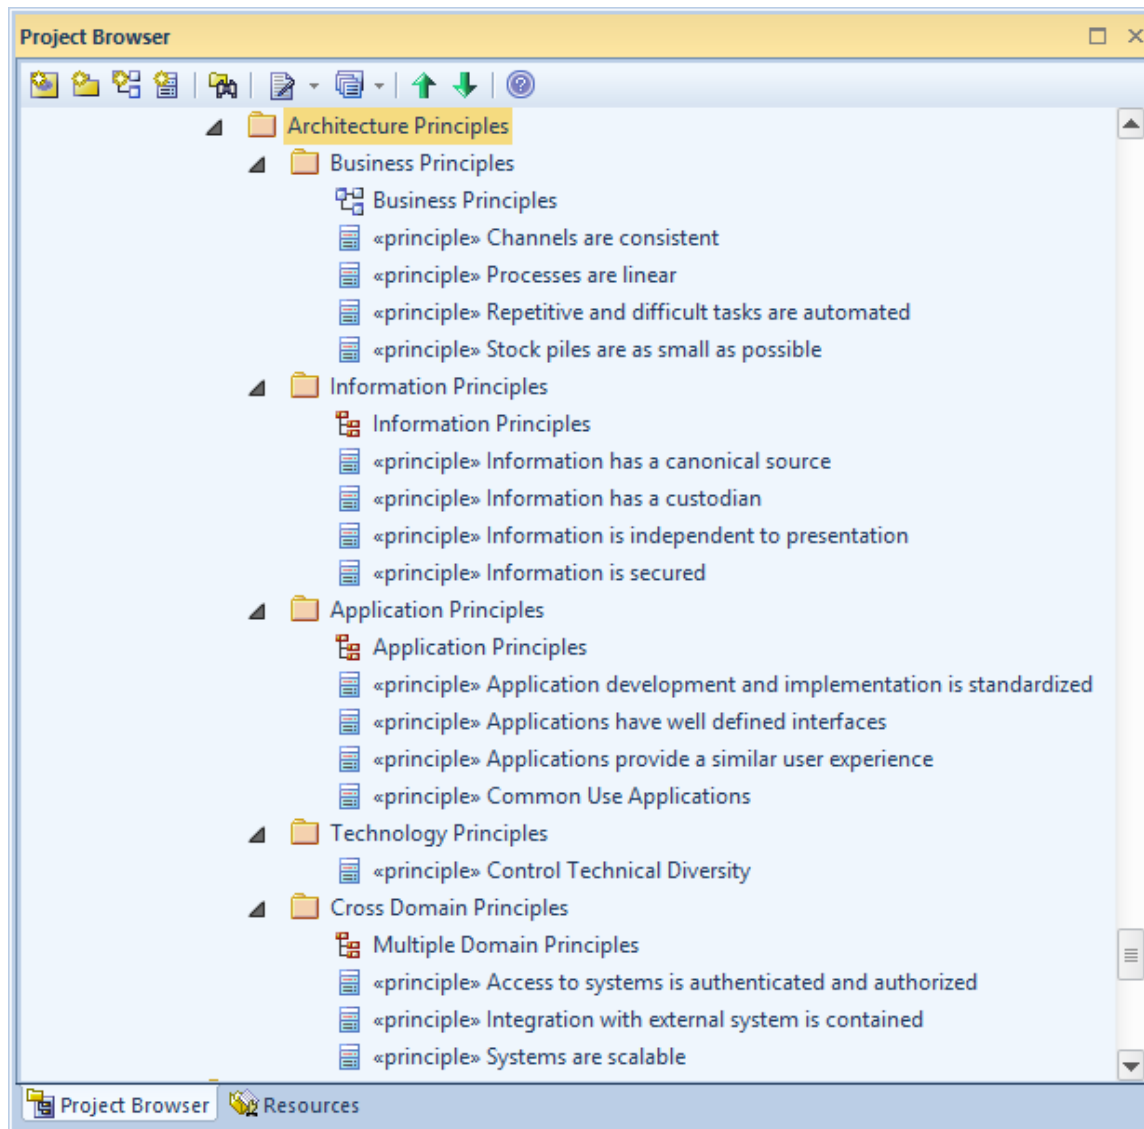 Project Browser
Architecture Principles
Business Principles
Business Principles
«principle» Channels are consistent
«principle» Processes are linear
«principle» Repetitive and difficult tasks are automated
«principle» Stock piles are as small as possible
Information Principles
Information Principles
«principle» Information has a canonical source
«principle» Information has a custodian
«principle» Information is independent to presentation
«principle» Information is secured
Application Principles
Application Principles
«principle» Application development and implementation is standardized
«principle» Applications have well defined interfaces
«principle» Applications provide a similar user experience
«principle» Common Use Applications
Technology Principles
«principle» Control Technical Diversity
Cross Domain Principles
Multiple Domain Principles
«principle» Access to systems is authenticated and authorized
«principle» Integration with external system is contained
«principle» Systems are scalable
Project Browser Resources